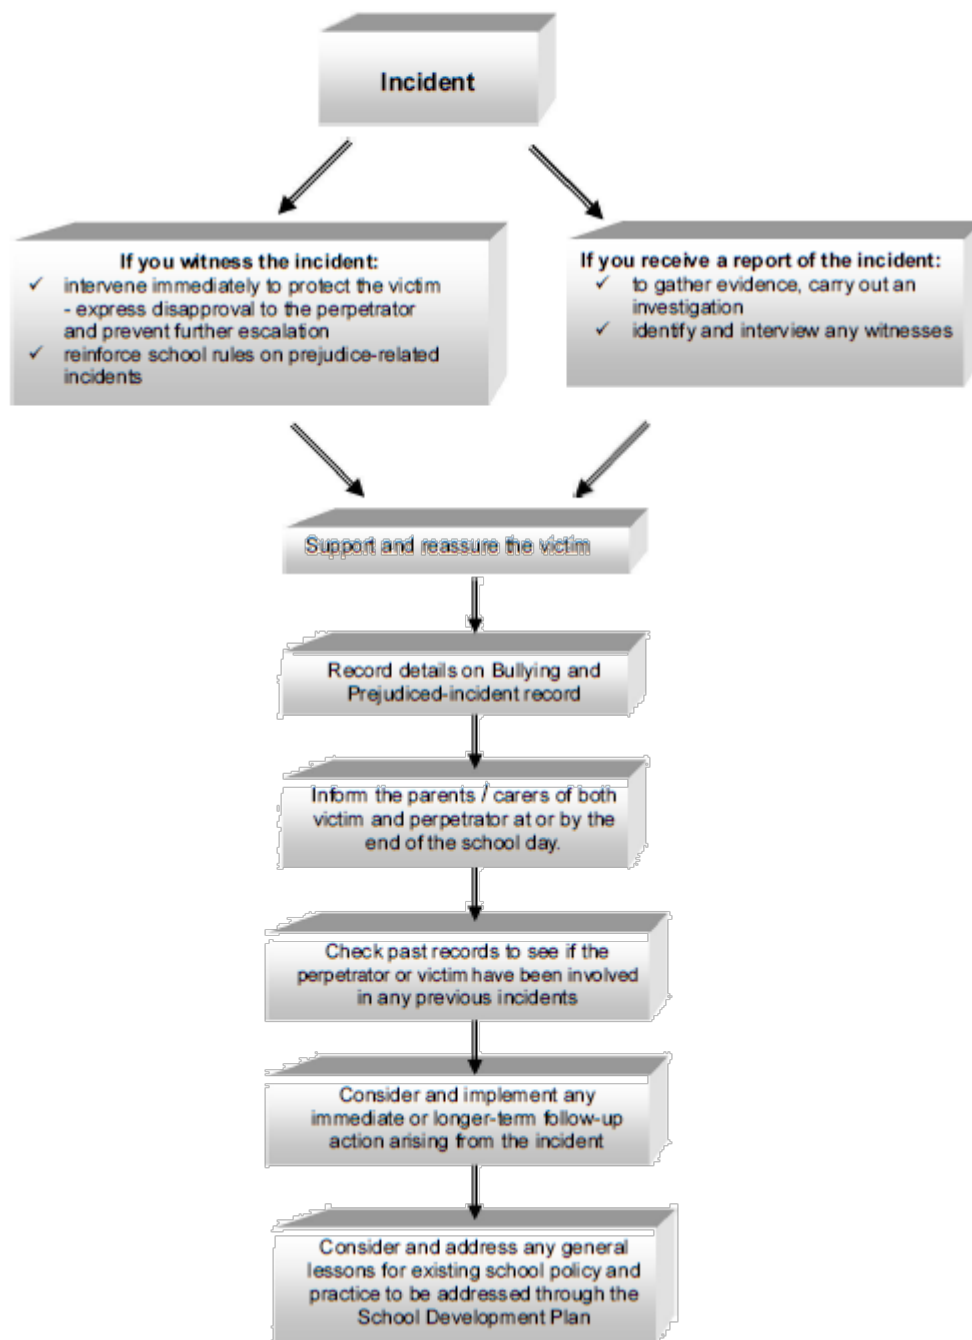 Incident
If you witness the incident:
✓ intervene immediately to protect the victim
- express disapproval to the perpetrator
and prevent further escalation
✓ reinforce school rules on prejudice-related
incidents
If you receive a report of the incident:
✓ to gather evidence, carry out an
investigation
✓ identify and interview any witnesses
Support and reassure the victim
Record details on Bullying and
Prejudiced-incident record
Inform the parents / carers of both
victim and perpetrator at or by the
end of the school day.
Check past records to see if the
perpetrator or victim have been involved
in any previous incidents
Consider and implement any
immediate or longer-term follow-up
action arising from the incident
Consider and address any general
lessons for existing school policy and
practice to be addressed through the
School Development Plan